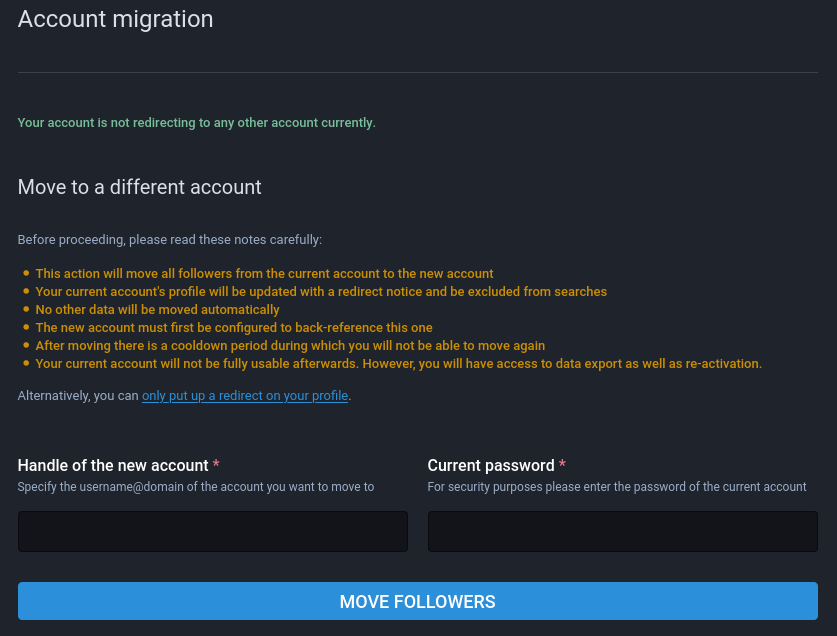 Account migration
Your account is not redirecting to any other account currently.
Move to a different account
Before proceeding, please read these notes carefully:
This action will move all followers from the current account to the new account
Your current account's profile will be updated with a redirect notice and be excluded from searches
No other data will be moved automatically
The new account must first be configured to back-reference this one
After moving there is a cooldown period during which you will not be able to move again
Your current account will not be fully usable afterwards. However, you will have access to data export as well as re-activation.
Alternatively, you can only put up a redirect on your profile.
Handle of the new account *
Specify the username@domain of the account you want to move to
Current password *
For security purposes please enter the password of the current account
MOVE FOLLOWERS